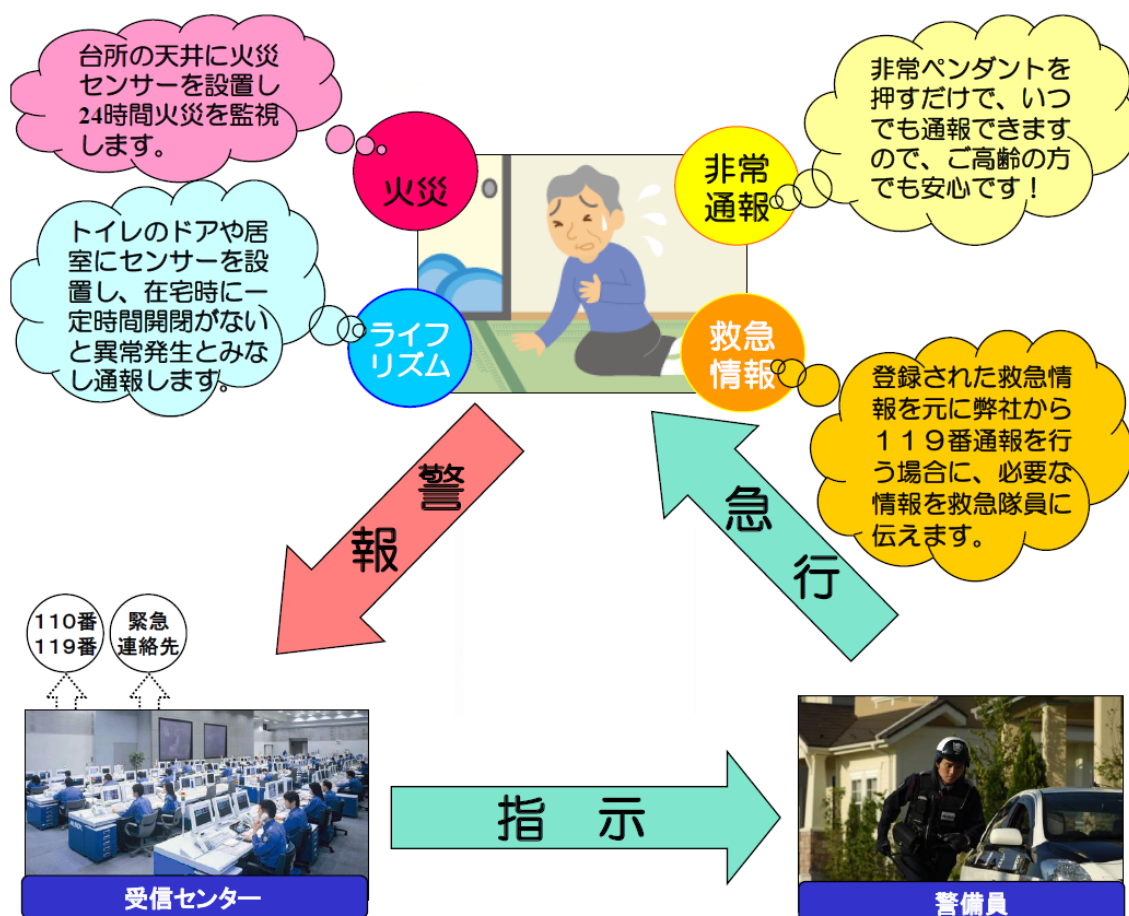 台所の天井に火災
センサーを設置し
24時間火災を監視
します。
火災
非常
通報
非常ペンダントを
押すだけで、いつ
でも通報できます
ので、ご高齢の方
でも安心です！
トイレのドアや居
室にセンサーを設
置し、在宅時に一
定時間開閉がない
と異常発生とみな
し通報します。
ライフ
リズム
救急
情報
登録された救急情
報を元に弊社から
１１９番通報を行
う場合に、必要な
情報を救急隊員に
伝えます。
警報
急行
110番
119番
緊急
連絡先
指示
受信センター
警備員